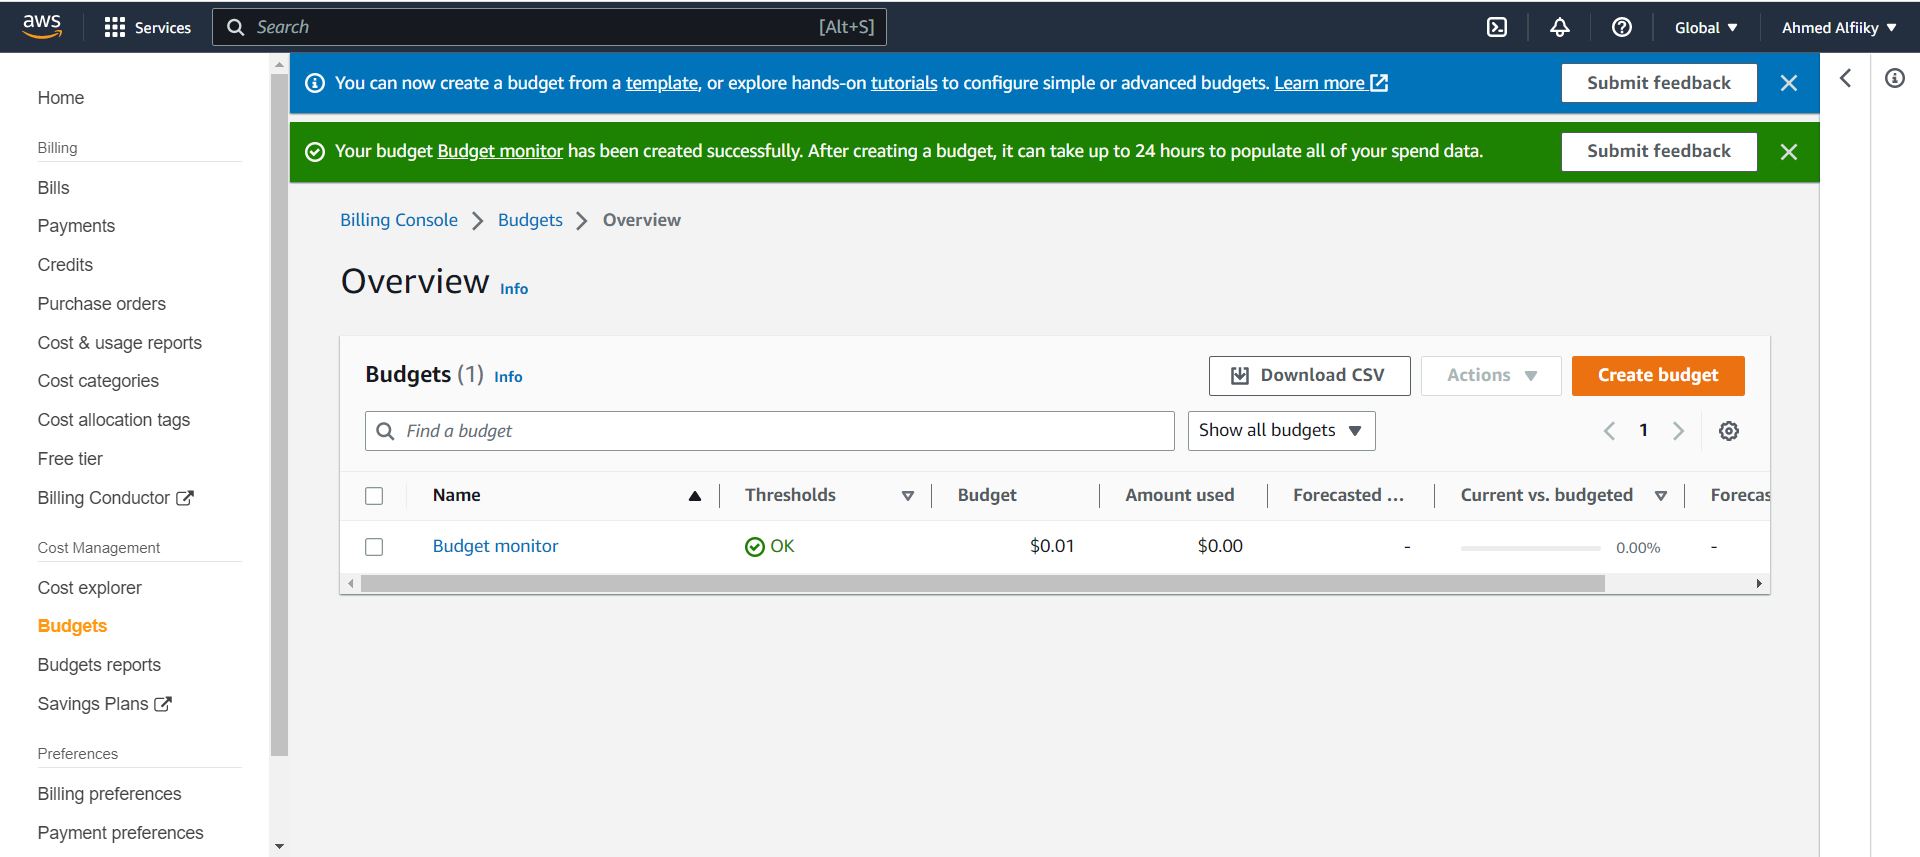 aws
Services
Search [Alt+S]
Global
Ahmed Alfiiky
Home
Billing
Bills
Payments
Credits
Purchase orders
Cost & usage reports
Cost categories
Cost allocation tags
Free tier
Billing Conductor
Cost Management
Cost explorer
Budgets
Budgets reports
Savings Plans
Preferences
Billing preferences
Payment preferences
You can now create a budget from a template, or explore hands-on tutorials to configure simple or advanced budgets. Learn more
Submit feedback
Your budget Budget monitor has been created successfully. After creating a budget, it can take up to 24 hours to populate all of your spend data.
Submit feedback
Billing Console Budgets Overview
Overview Info
Budgets (1) Info
Download CSV
Actions
Create budget
Find a budget
Show all budgets
1
Name Thresholds Budget Amount used Forecasted ... Current vs. budgeted Forecas
Budget monitor OK $0.01 $0.00 - 0.00% -